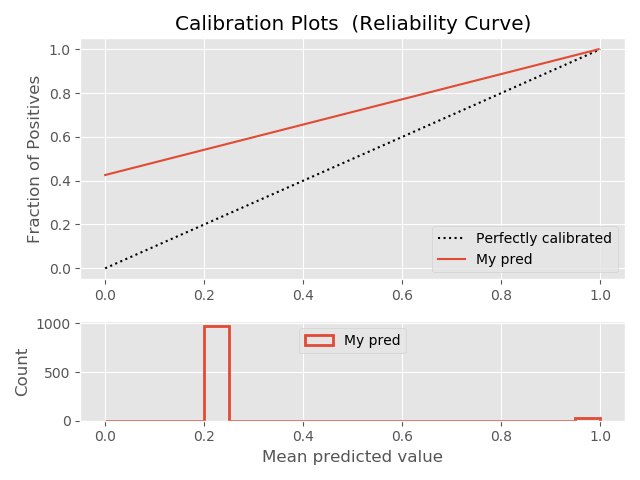 Calibration Plots  (Reliability Curve)
1.0
0.8
0.6
0.4
0.2
0.0
Fraction of Positives
Perfectly calibrated
My pred
0.0 0.2 0.4 0.6 0.8 1.0
1000
500
0
Count
My pred
0.0 0.2 0.4 0.6 0.8 1.0
Mean predicted value